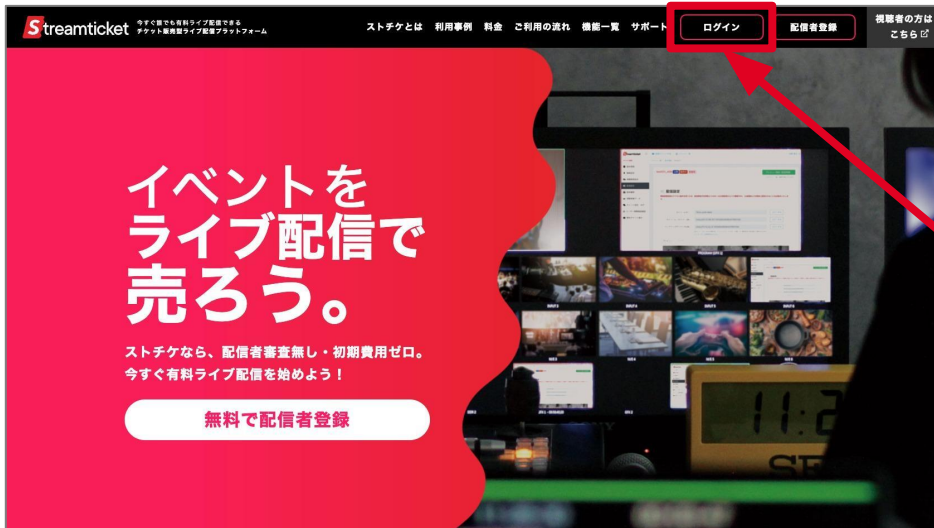 Streamticket
今すぐ誰でも有料ライブ配信できる
チケット販売型ライブ配信プラットフォーム
ストチケとは 利用事例 料金 ご利用の流れ 機能一覧 サポート ログイン 配信者登録
視聴者の方は
こちら
イベントを
ライブ配信で
売ろう。
ストチケなら、配信者審査無し・初期費用ゼロ。
今すぐ有料ライブ配信を始めよう！
無料で配信者登録
11:2